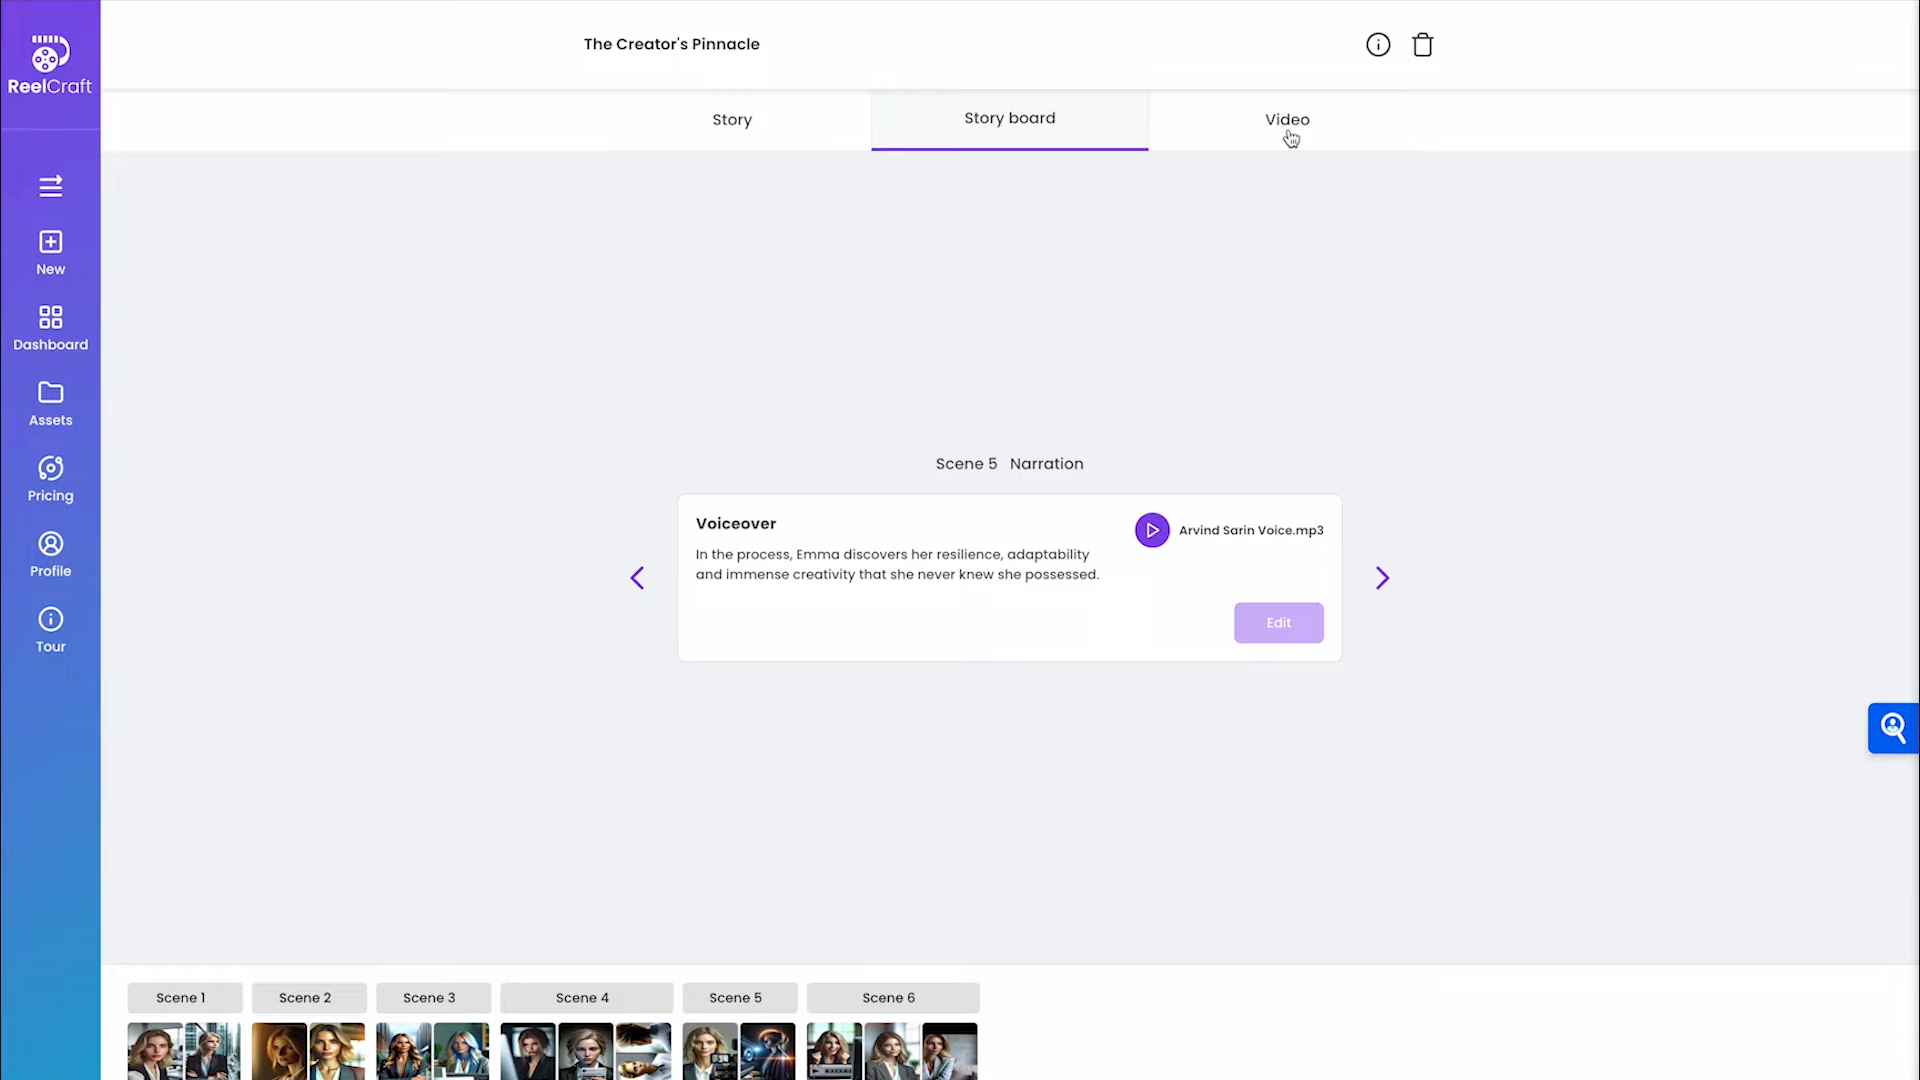 ReelCraft
The Creator's Pinnacle
Story
Story board
Video
New
Dashboard
Assets
Pricing
Profile
Tour
Scene 5 Narration
Voiceover
In the process, Emma discovers her resilience, adaptability
and immense creativity that she never knew she possessed.
Arvind Sarin Voice.mp3
Edit
Scene 1
Scene 2
Scene 3
Scene 4
Scene 5
Scene 6